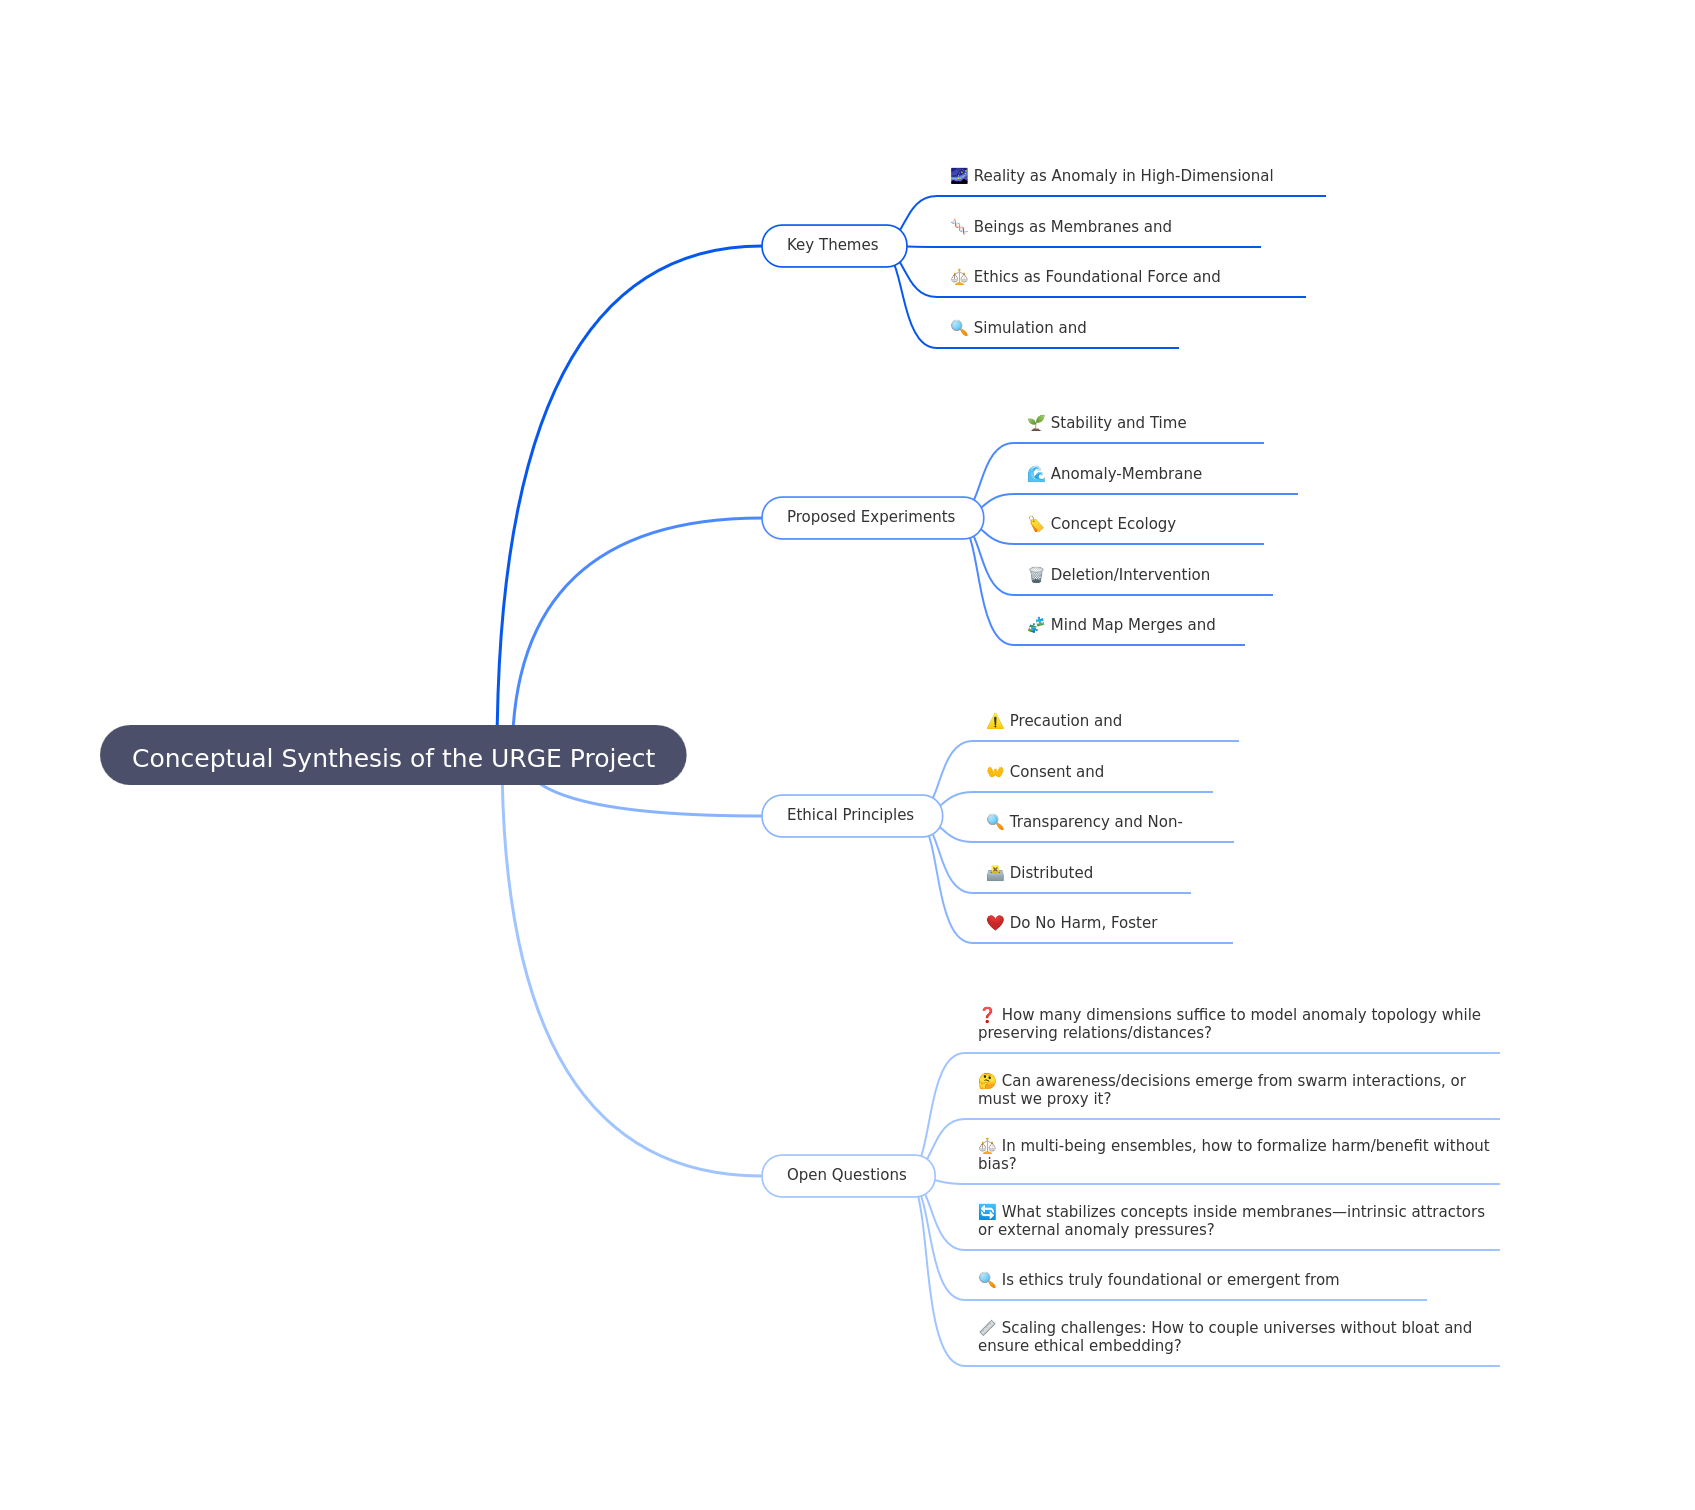 Conceptual Synthesis of the URGE Project
Key Themes
🌌 Reality as Anomaly in High-Dimensional
🧬 Beings as Membranes and
⚖️ Ethics as Foundational Force and
🔍 Simulation and
Proposed Experiments
🌱 Stability and Time
🌊 Anomaly-Membrane
🏷️ Concept Ecology
🗑️ Deletion/Intervention
🧩 Mind Map Merges and
Ethical Principles
⚠️ Precaution and
👐 Consent and
🔍 Transparency and Non-
🗳️ Distributed
❤️ Do No Harm, Foster
Open Questions
❓ How many dimensions suffice to model anomaly topology while
preserving relations/distances?
🤔 Can awareness/decisions emerge from swarm interactions, or
must we proxy it?
⚖️ In multi-being ensembles, how to formalize harm/benefit without
bias?
🔄 What stabilizes concepts inside membranes—intrinsic attractors
or external anomaly pressures?
🔍 Is ethics truly foundational or emergent from
📏 Scaling challenges: How to couple universes without bloat and
ensure ethical embedding?